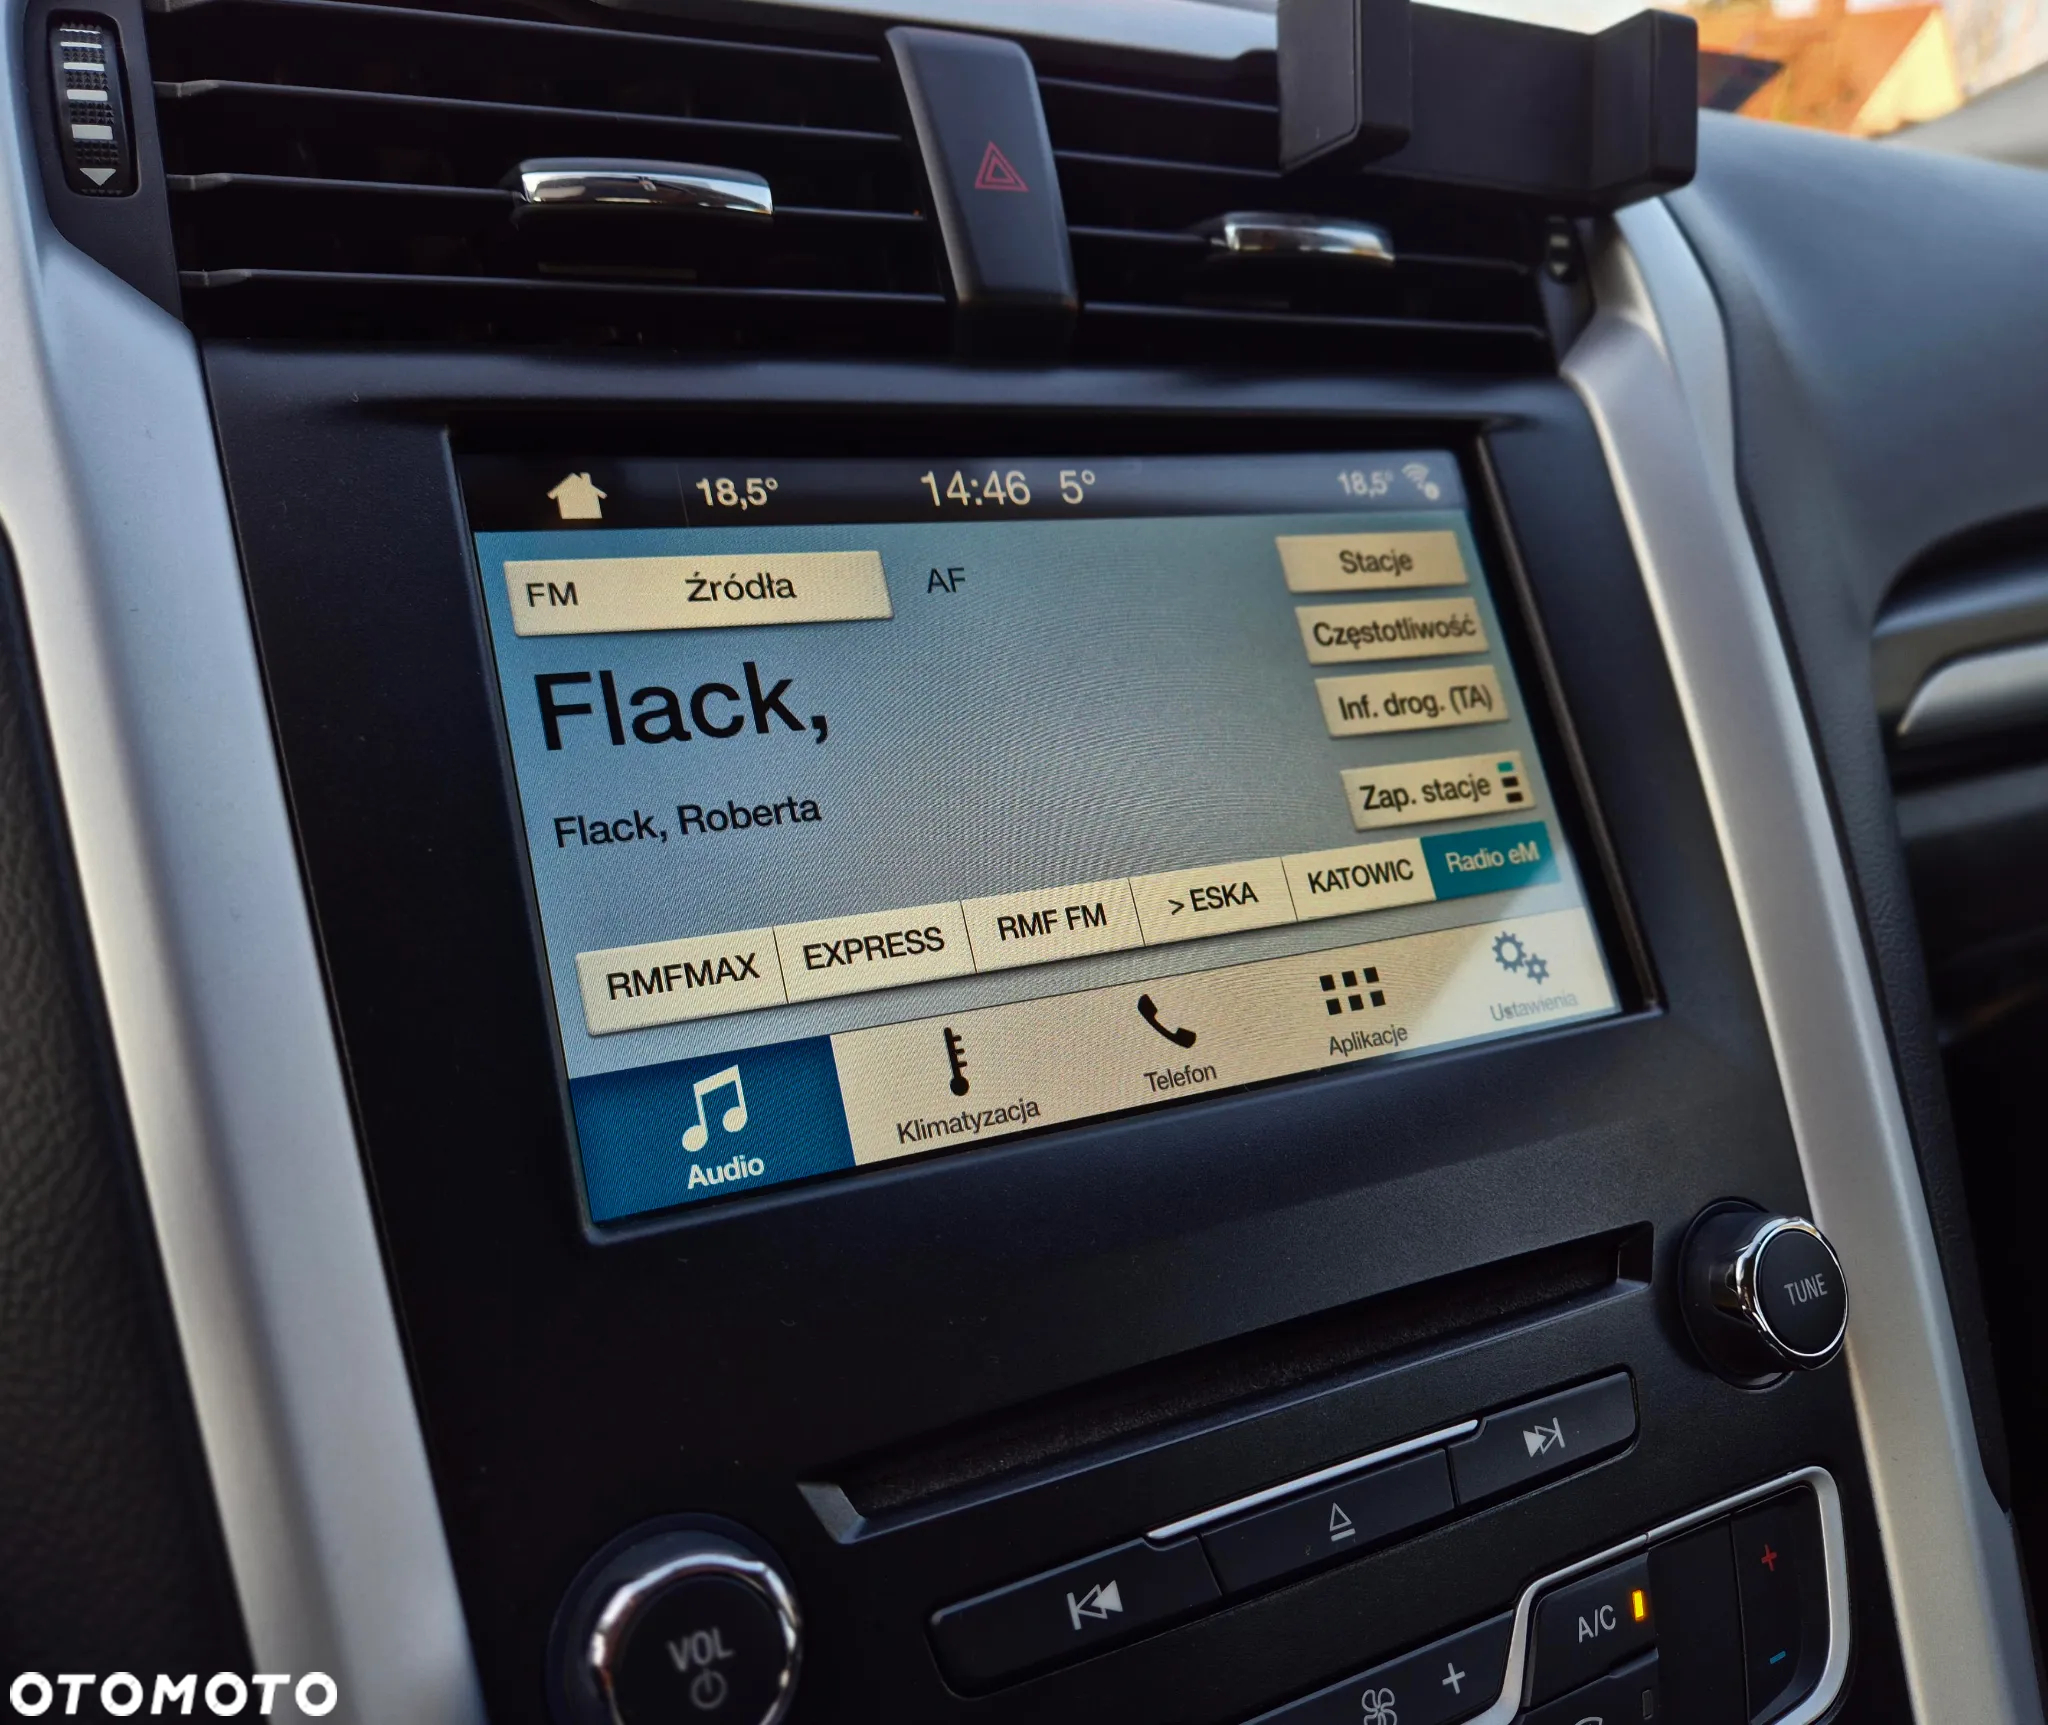 18,5° 14:46 5° 18,5°
FM Źródła AF Stacje
Częstotliwość
Flack, Inf. drog. (TA)
Flack, Roberta Zap. stacje
RMFMAX EXPRESS RMF FM > ESKA KATOWIC Radio eM
Audio Klimatyzacja Telefon Aplikacje Ustawienia
TUNE
VOL
A/C
+
-
+
OTOMOTO